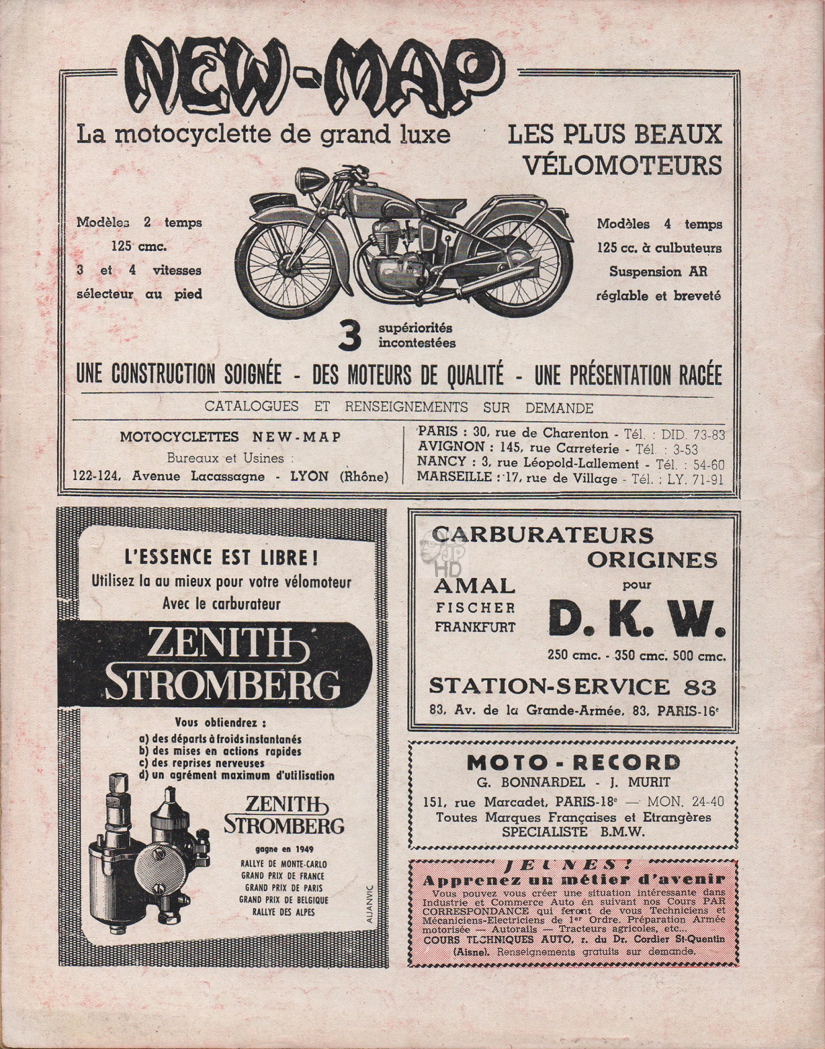 NEW-MAP
La motocyclette de grand luxe
LES PLUS BEAUX
VÉLOMOTEURS
Modèles 2 temps
125 cmc.
3 et 4 vitesses
sélecteur au pied
Modèles 4 temps
125 cc. à culbuteurs
Suspension AR
réglable et breveté
3 supériorités
incontestées
UNE CONSTRUCTION SOIGNÉE - DES MOTEURS DE QUALITÉ - UNE PRÉSENTATION RACÉE
CATALOGUES ET RENSEIGNEMENTS SUR DEMANDE
MOTOCYCLETTES NEW-MAP
Bureaux et Usines :
122-124, Avenue Lacassagne - LYON (Rhône)
PARIS : 30, rue de Charenton - Tél. : DID. 73-83
AVIGNON : 145, rue Carreterie - Tél. : 3-53
NANCY : 3, rue Léopold-Lallement - Tél. : 54-60
MARSEILLE : 17, rue de Village - Tél. : LY. 71-91
L'ESSENCE EST LIBRE !
Utilisez la au mieux pour votre vélomoteur
Avec le carburateur
ZENITH
STROMBERG
Vous obtiendrez :
a) des départs à froids instantanés
b) des mises en actions rapides
c) des reprises nerveuses
d) un agrément maximum d'utilisation
ZENITH
STROMBERG
gagne en 1949
RALLYE DE MONTE-CARLO
GRAND PRIX DE FRANCE
GRAND PRIX DE PARIS
GRAND PRIX DE BELGIQUE
RALLYE DES ALPES
ALJANVIC
CARBURATEURS
ORIGINES
HD
AMAL
FISCHER
FRANKFURT
pour
D. K. W.
250 cmc. - 350 cmc. 500 cmc.
STATION-SERVICE 83
83, Av. de la Grande-Armée, 83, PARIS-16e
MOTO - RECORD
G. BONNARDEL - J. MURIT
151, rue Marcadet, PARIS-18e — MON. 24-40
Toutes Marques Françaises et Etrangères
SPECIALISTE B.M.W.
JEUNES !
Apprenez un métier d'avenir
Vous pouvez vous créer une situation intéressante dans
Industrie et Commerce Auto en suivant nos Cours PAR
CORRESPONDANCE qui feront de vous Techniciens et
Mécaniciens-Electriciens de 1er Ordre. Préparation Armée
motorisée — Autorails — Tracteurs agricoles, etc...
COURS TECHNIQUES AUTO, r. du Dr. Cordier St-Quentin
(Aisne). Renseignements gratuits sur demande.